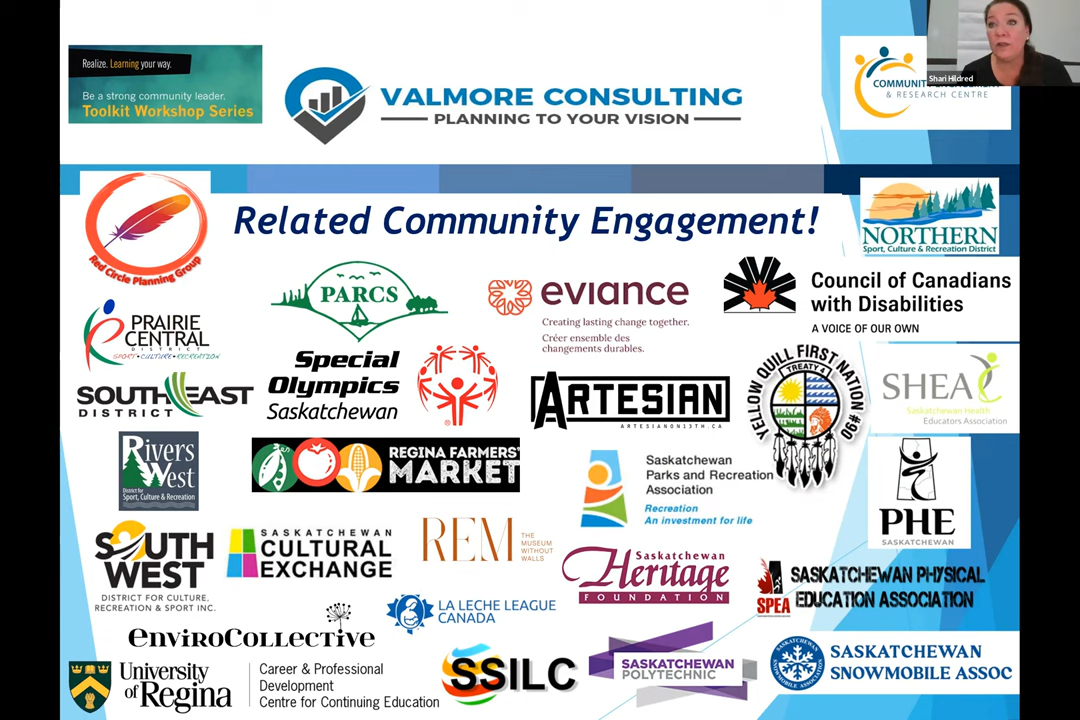 Realize. Learning your way.
Be a strong community leader.
Toolkit Workshop Series
VALMORE CONSULTING
PLANNING TO YOUR VISION
COMMUNIT
& RESEARCH CENTRE
Shari Hildred
Related Community Engagement!
Red Circle Planning Group
NORTHERN
Sport, Culture & Recreation District
PARCS
eviance
Creating lasting change together.
Créer ensemble des
changements durables.
Council of Canadians
with Disabilities
A VOICE OF OUR OWN
PRAIRIE
CENTRAL
DISTRICT
SPORT•CULTURE•RECREATION
SOUTHEAST
DISTRICT
Special
Olympics
Saskatchewan
ARTESIAN
ARTESIANON13TH.CA
YELLOW QUILL FIRST NATION #90
TREATY 4
SHEA
Saskatchewan Health
Educators Association
Rivers
West
District for
Sport, Culture & Recreation
REGINA FARMERS'
MARKET
Saskatchewan
Parks and Recreation
Association
Recreation
An investment for life
PHE
SASKATCHEWAN
SOUTH
WEST
DISTRICT FOR CULTURE,
RECREATION & SPORT INC.
SASKATCHEWAN
CULTURAL
EXCHANGE
REM
THE
MUSEUM
WITHOUT
WALLS
Saskatchewan
Heritage
FOUNDATION
SPEA
SASKATCHEWAN PHYSICAL
EDUCATION ASSOCIATION
LA LECHE LEAGUE
CANADA
ENVIROCOLLECTIVE
University
of Regina
Career & Professional
Development
Centre for Continuing Education
SSILC
SASKATCHEWAN
POLYTECHNIC
SASKATCHEWAN
SNOWMOBILE ASSOCIATION
SASKATCHEWAN
SNOWMOBILE ASSOC